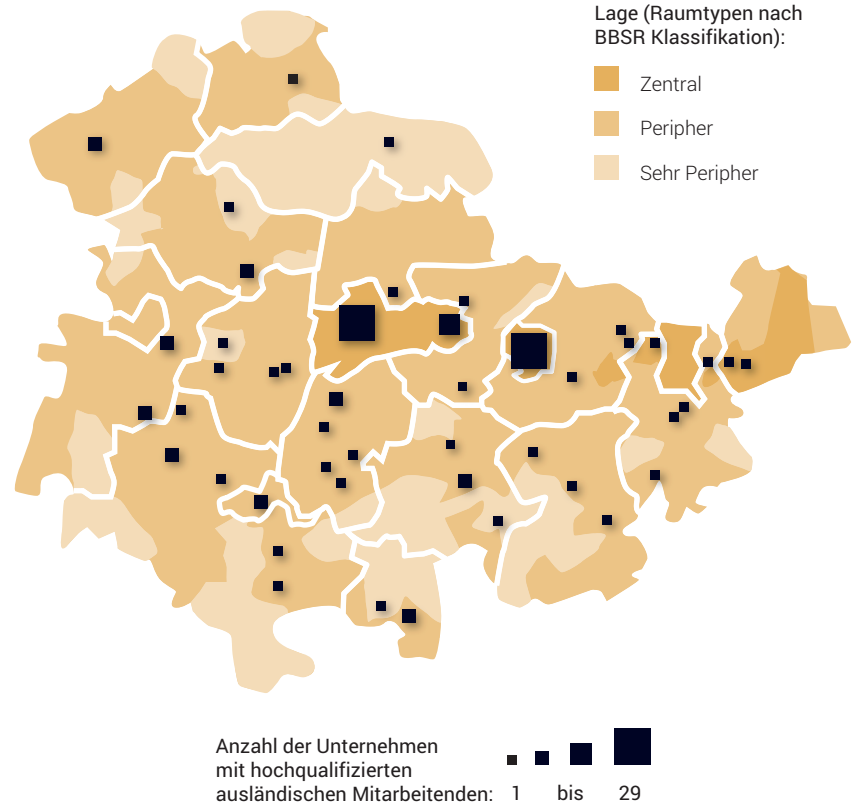 Lage (Raumtypen nach
BBSR Klassifikation):
Zentral
Peripher
Sehr Peripher
Anzahl der Unternehmen
mit hochqualifizierten
ausländischen Mitarbeitenden: 1 bis 29